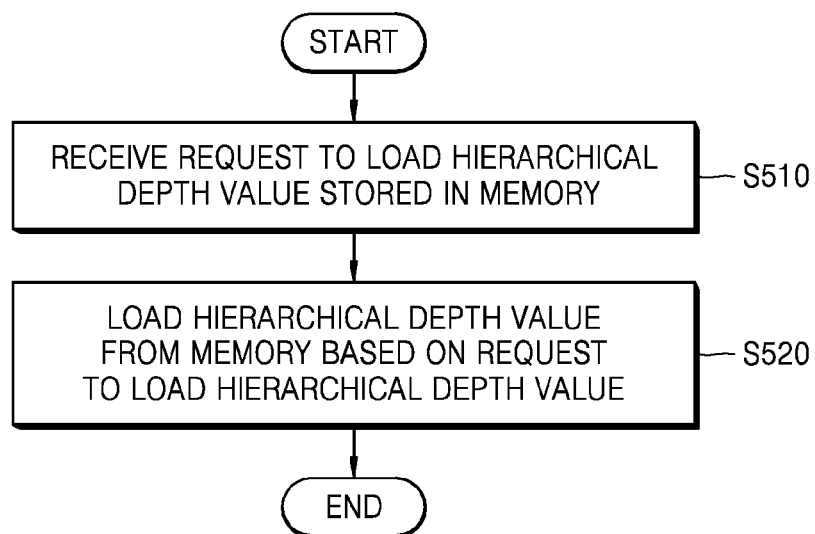 START
RECEIVE REQUEST TO LOAD HIERARCHICAL
DEPTH VALUE STORED IN MEMORY
S510
LOAD HIERARCHICAL DEPTH VALUE
FROM MEMORY BASED ON REQUEST
TO LOAD HIERARCHICAL DEPTH VALUE
S520
END